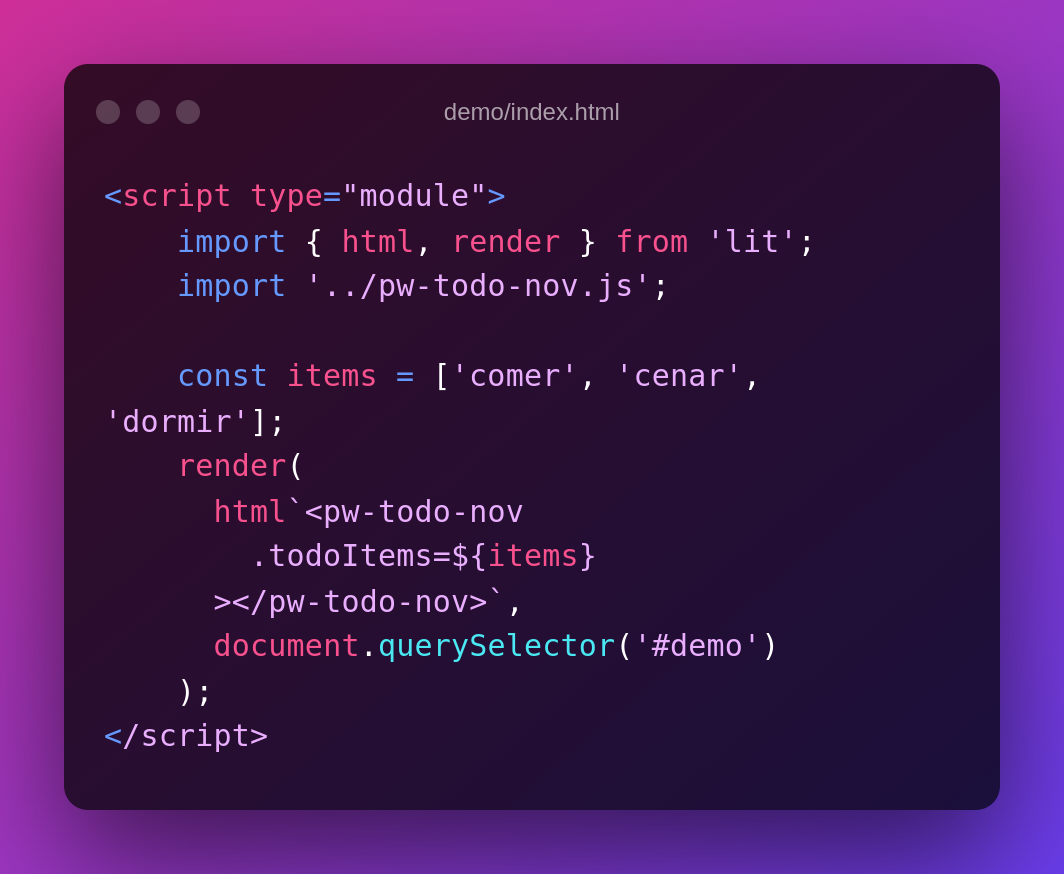 demo/index.html
<script type="module">
    import { html, render } from 'lit';
    import '../pw-todo-nov.js';

    const items = ['comer', 'cenar',
'dormir'];
    render(
      html`<pw-todo-nov
        .todoItems=${items}
      ></pw-todo-nov>`,
      document.querySelector('#demo')
    );
</script>